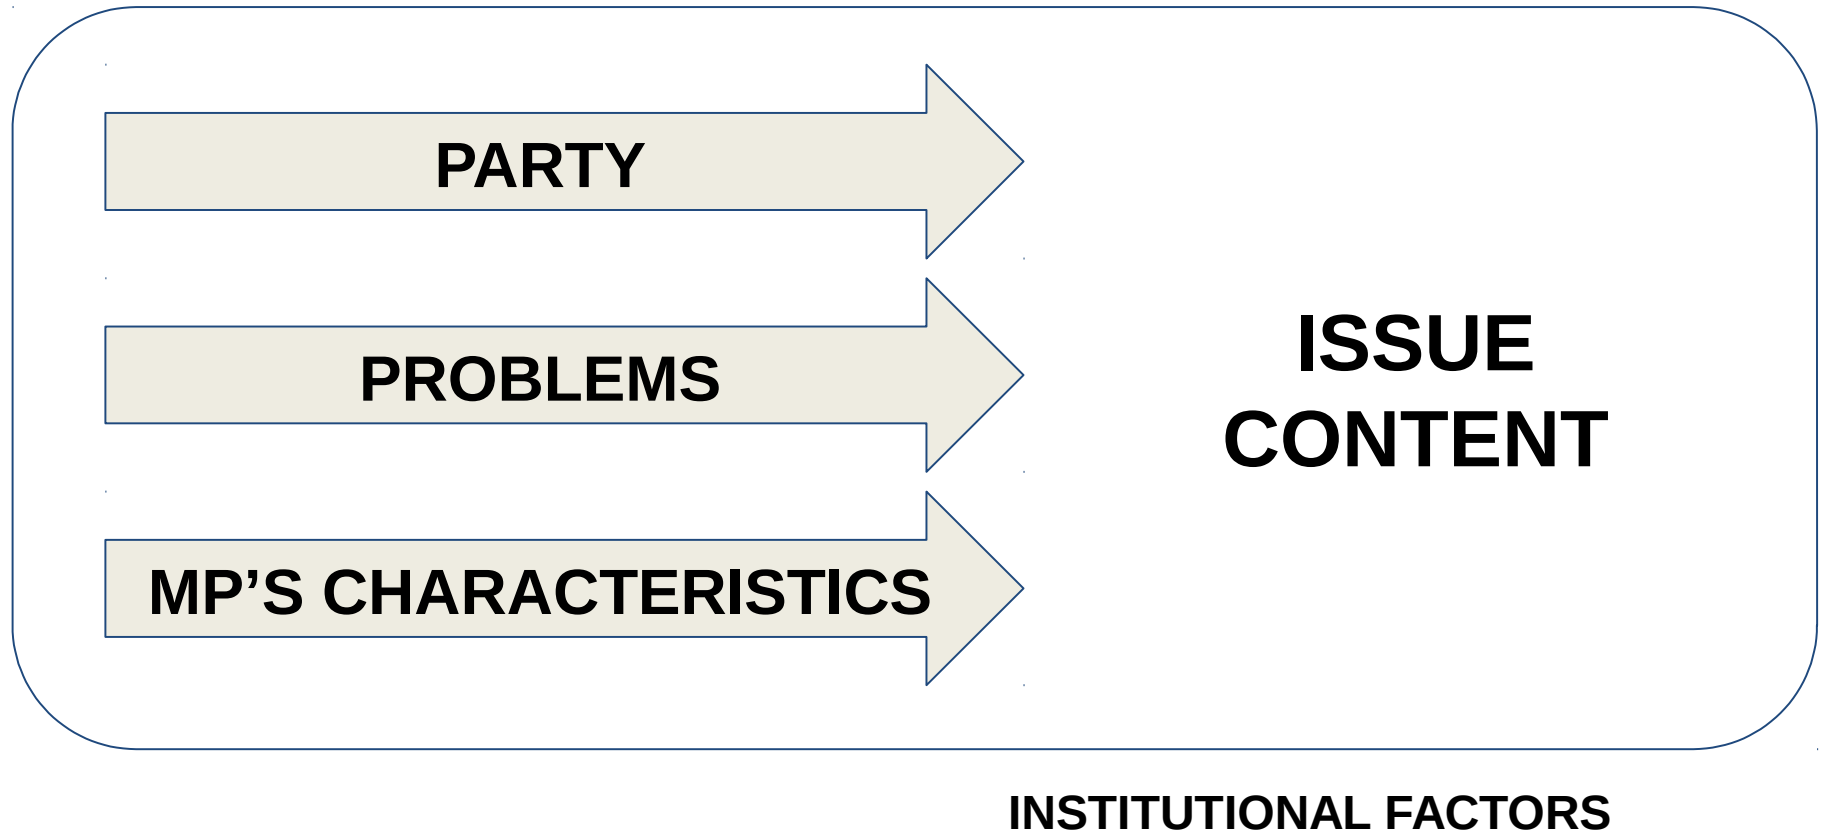 PARTY
PROBLEMS
MP’S CHARACTERISTICS
ISSUE
CONTENT
INSTITUTIONAL FACTORS